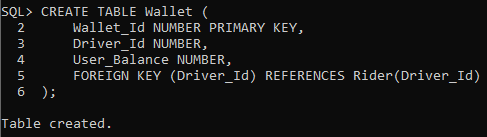 SQL> CREATE TABLE Wallet (
  2      Wallet_Id NUMBER PRIMARY KEY,
  3      Driver_Id NUMBER,
  4      User_Balance NUMBER,
  5      FOREIGN KEY (Driver_Id) REFERENCES Rider(Driver_Id)
  6  );
Table created.